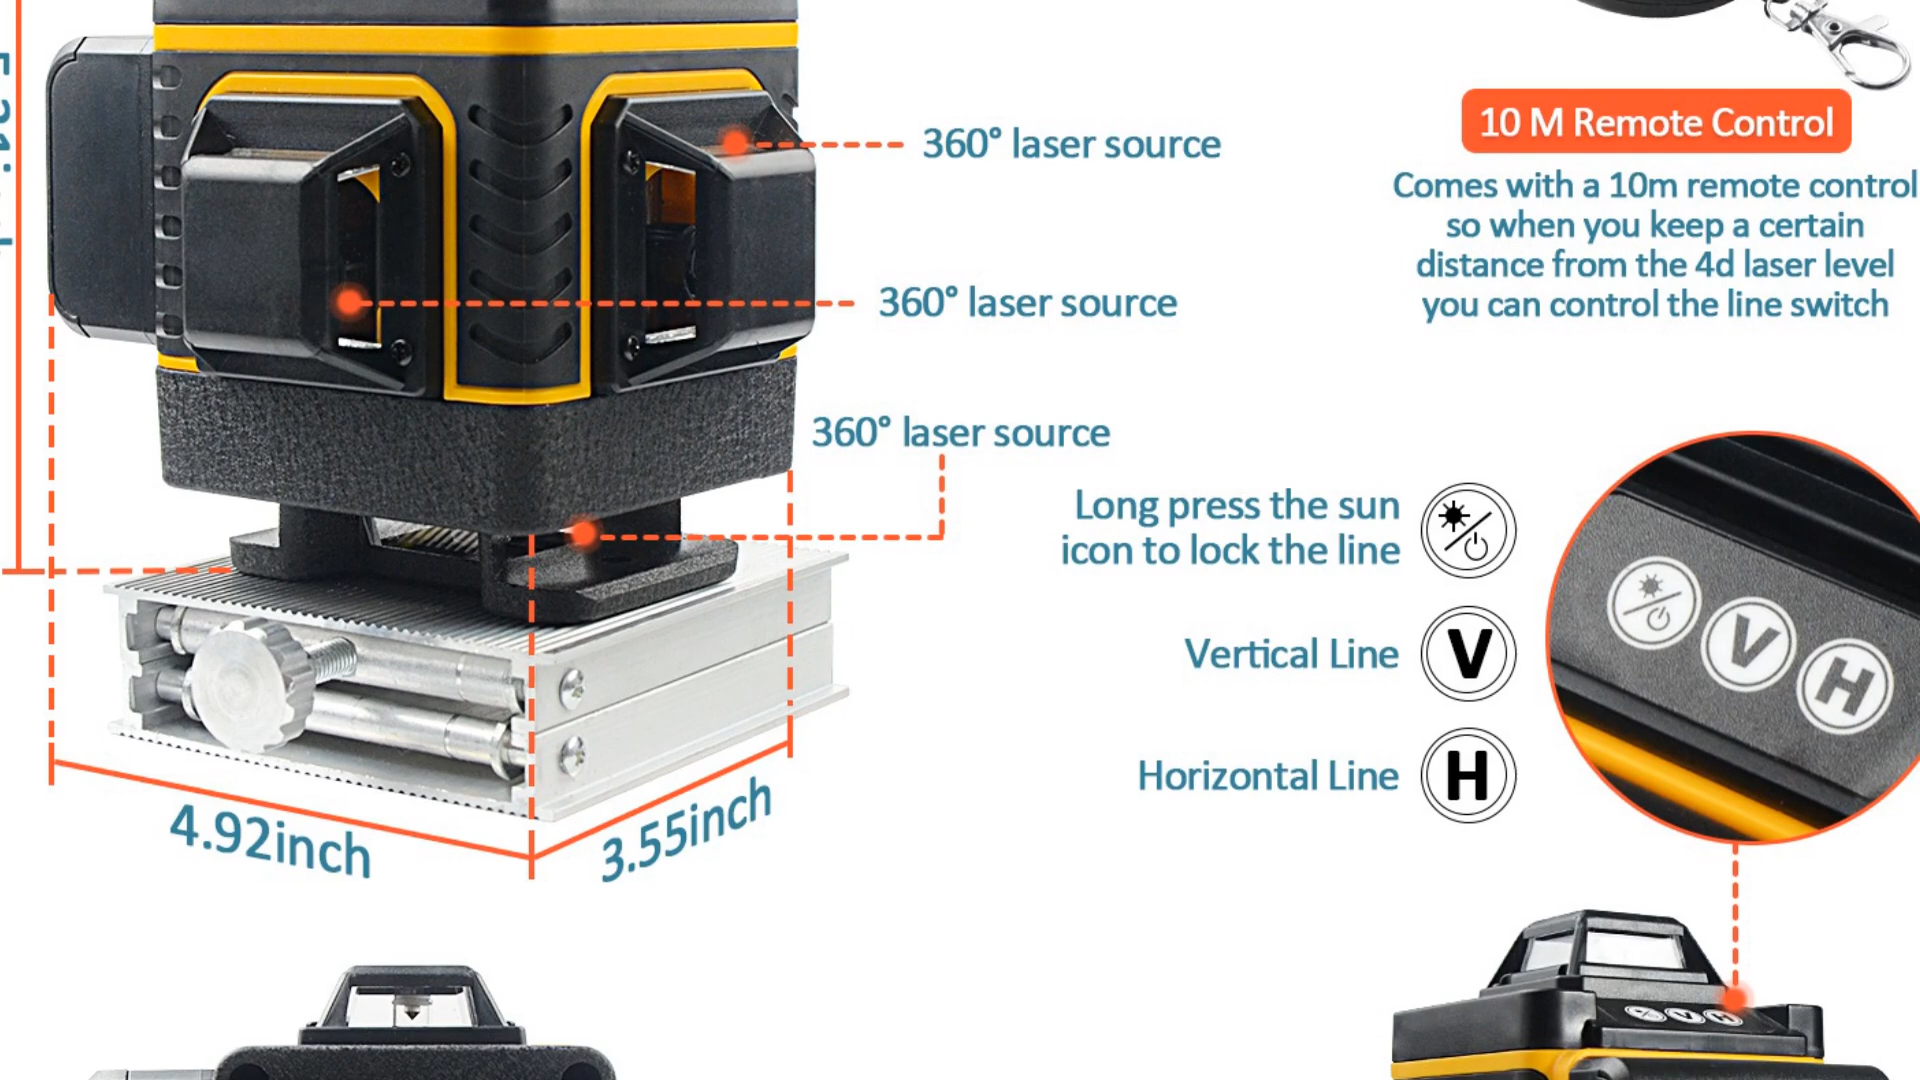 360° laser source
360° laser source
360° laser source
4.92inch
3.55inch
10 M Remote Control
Comes with a 10m remote control
so when you keep a certain
distance from the 4d laser level
you can control the line switch
Long press the sun
icon to lock the line
Vertical Line
V
Horizontal Line
H
V
H
V
H